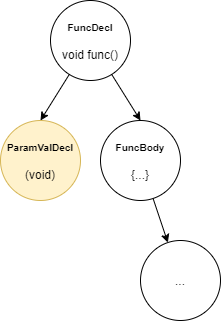 FuncDecl
void func()
ParamValDecl
(void)
FuncBody
{...}
...